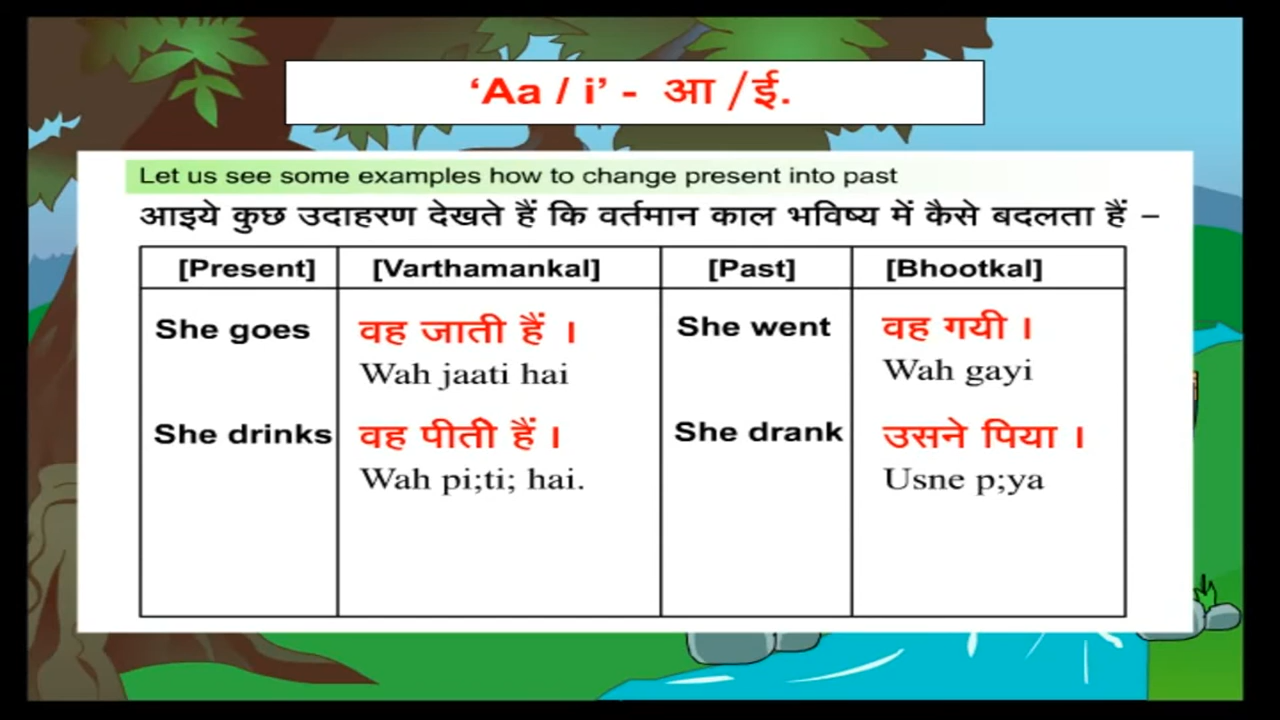 ‘Aa / i’ - आ /ई.
Let us see some examples how to change present into past
आइये कुछ उदाहरण देखते हैं कि वर्तमान काल भविष्य में कैसे बदलता हैं –
[Present] [Varthamankal] [Past] [Bhootkal]
She goes वह जाती हैं । She went वह गयी ।
Wah jaati hai Wah gayi
She drinks वह पीती हैं । She drank उसने पिया ।
Wah pi;ti; hai. Usne p;ya